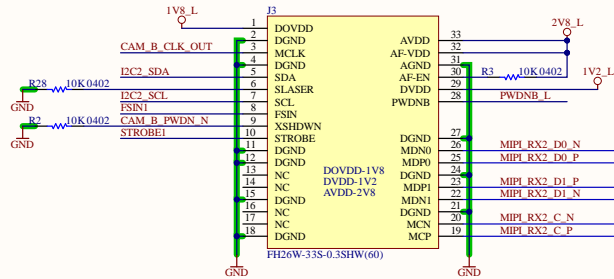 1V8_L
J3
2V8_L
1 DOVDD AVDD 33
2 DGND AF-VDD 32
CAM_B_CLK_OUT 3 MCLK AGND 31
4 DGND AF-EN 30 R3 10K0402
1V2_L
I2C2_SDA 5 SDA DVDD 29
R28 10K0402 6 SLASER PWDNB 28 PWDNB_L
GND
I2C2_SCL 7 SCL
FSIN1 8 FSIN
R2 10K0402 CAM_B_PWDN_N 9 XSHDWN
GND
STROBE1 10 STROBE DGND 27
11 DGND MDN0 26 MIPI_RX2_D0_N
12 DGND MDP0 25 MIPI_RX2_D0_P
13 NC DOVDD-1V8 DGND 24
14 NC DVDD-1V2 MDP1 23 MIPI_RX2_D1_P
15 DGND AVDD-2V8 MDN1 22 MIPI_RX2_D1_N
16 NC DGND 21
17 NC MCN 20 MIPI_RX2_C_N
18 DGND MCP 19 MIPI_RX2_C_P
FH26W-33S-0.3SHW(60)
GND GND